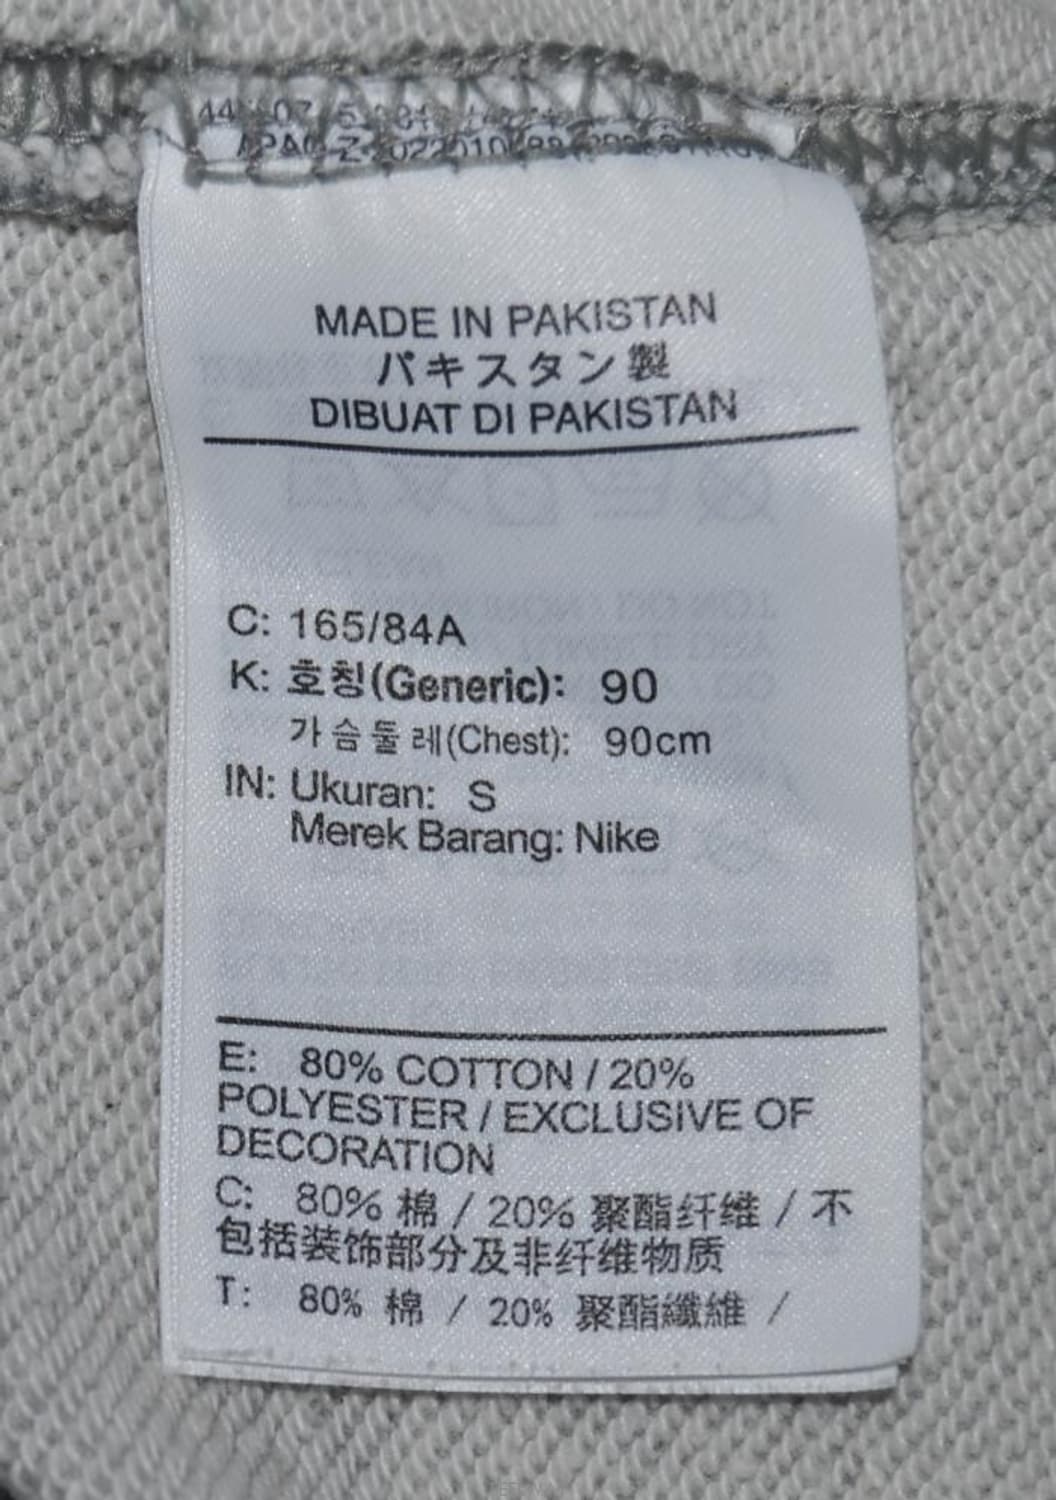 MADE IN PAKISTAN
パキスタン製
DIBUAT DI PAKISTAN
C: 165/84A
K: 호칭(Generic): 90
가슴둘레(Chest): 90cm
IN: Ukuran: S
Merek Barang: Nike
E: 80% COTTON / 20%
POLYESTER / EXCLUSIVE OF
DECORATION
C: 80% 棉 / 20% 聚酯纤维 / 不
包括装饰部分及非纤维物质
T: 80% 棉 / 20% 聚酯纖維 /